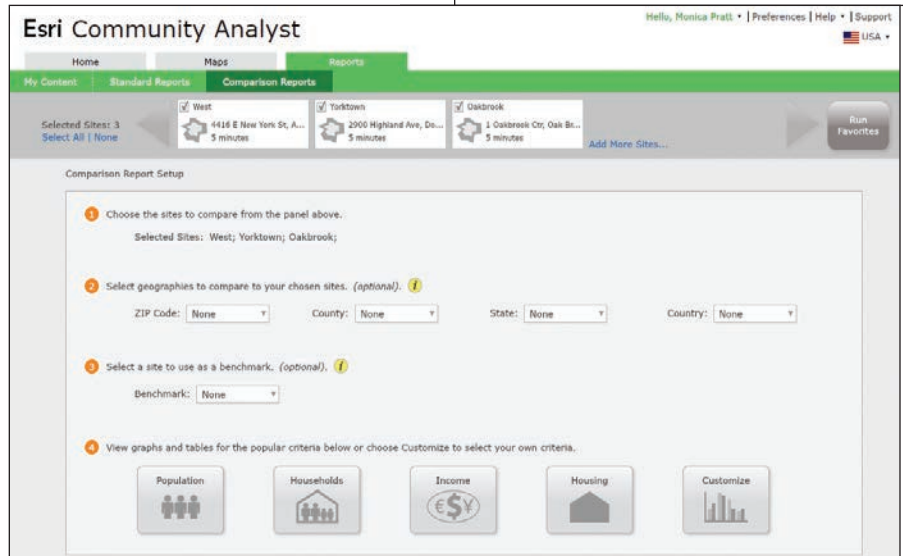 Esri Community Analyst
Hello, Monica Pratt | Preferences | Help | Support
USA
Home Maps Reports
My Content Standard Reports Comparison Reports
Selected Sites: 3
Select All | None
West
4416 E New York St, A...
5 minutes
Yorktown
2900 Highland Ave, Do...
5 minutes
Oakbrook
1 Oakbrook Ctr, Oak Br...
5 minutes
Add More Sites...
Run
Favorites
Comparison Report Setup
1 Choose the sites to compare from the panel above.
Selected Sites: West; Yorktown; Oakbrook;
2 Select geographies to compare to your chosen sites. (optional). i
ZIP Code: None County: None State: None Country: None
3 Select a site to use as a benchmark. (optional). i
Benchmark: None
4 View graphs and tables for the popular criteria below or choose Customize to select your own criteria.
Population Households Income Housing Customize
€$¥